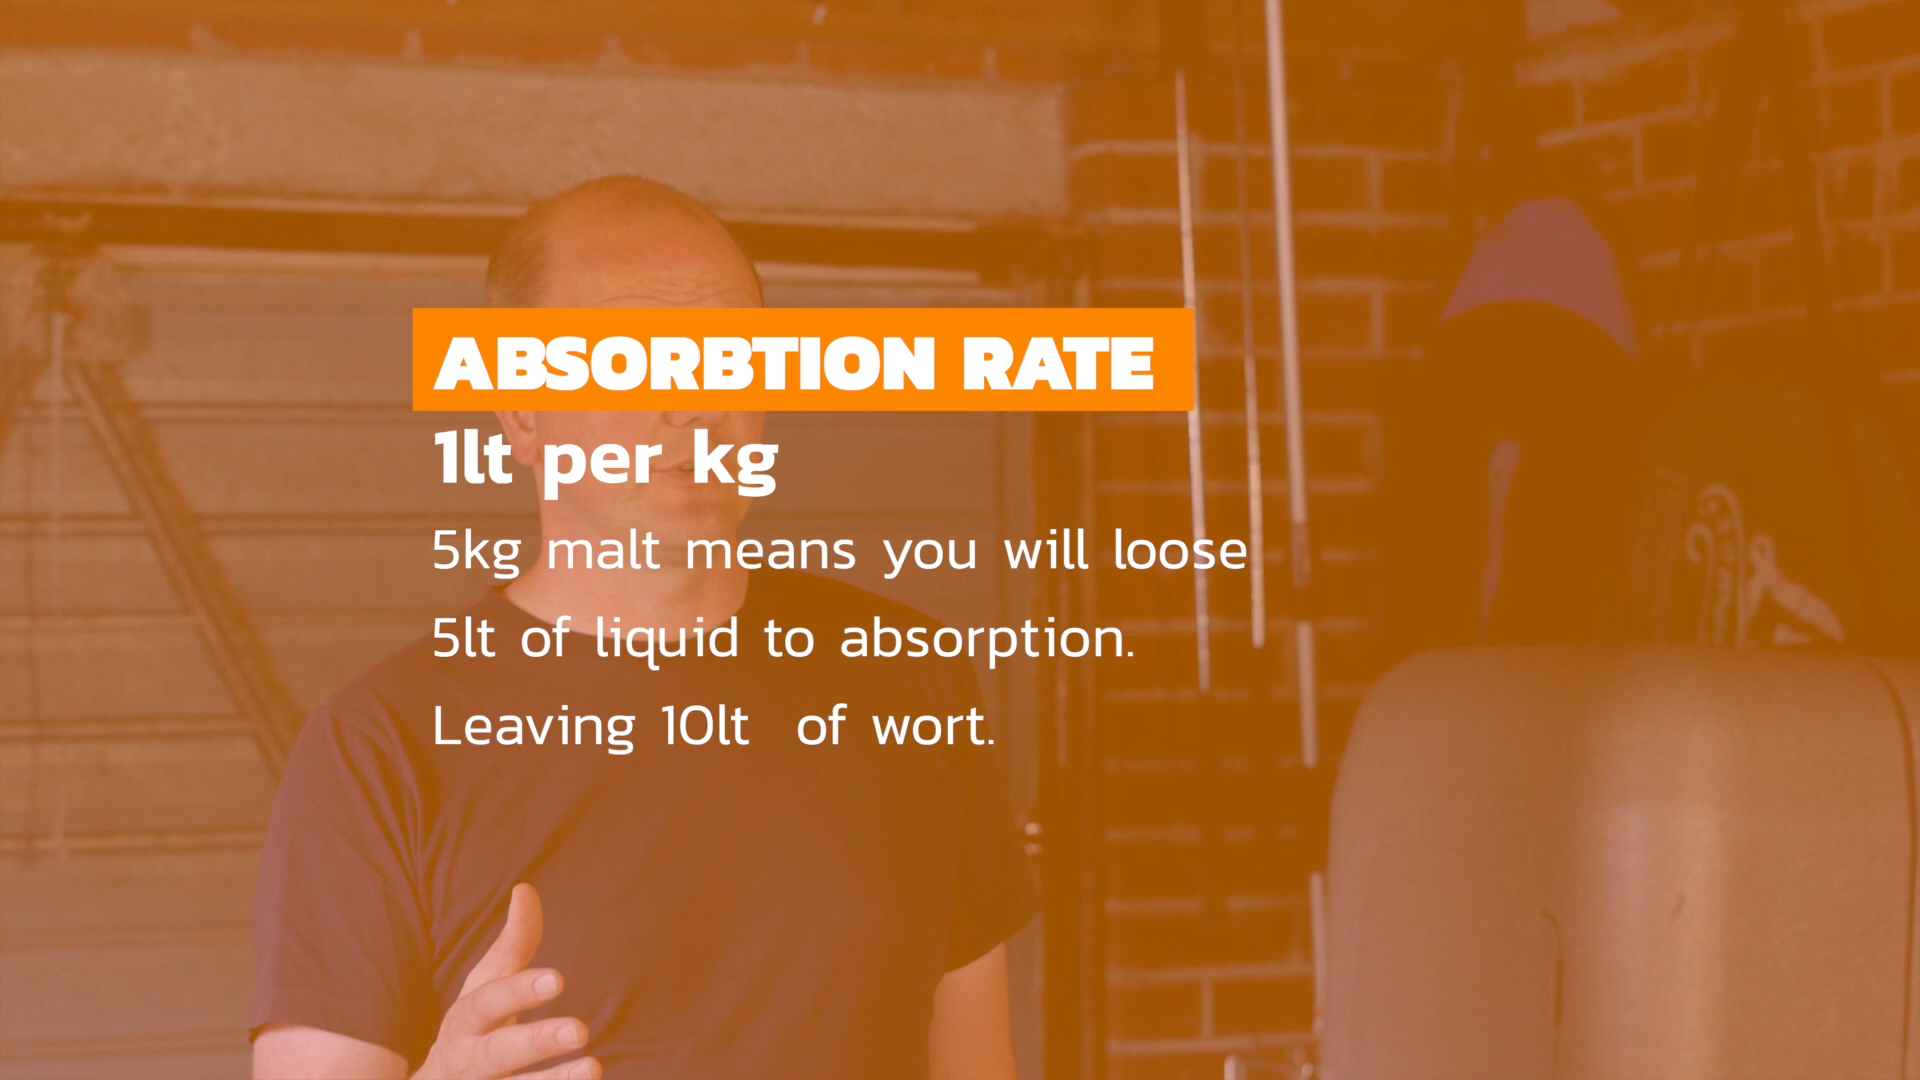 ABSORBTION RATE
1lt per kg
5kg malt means you will loose
5lt of liquid to absorption.
Leaving 10lt of wort.